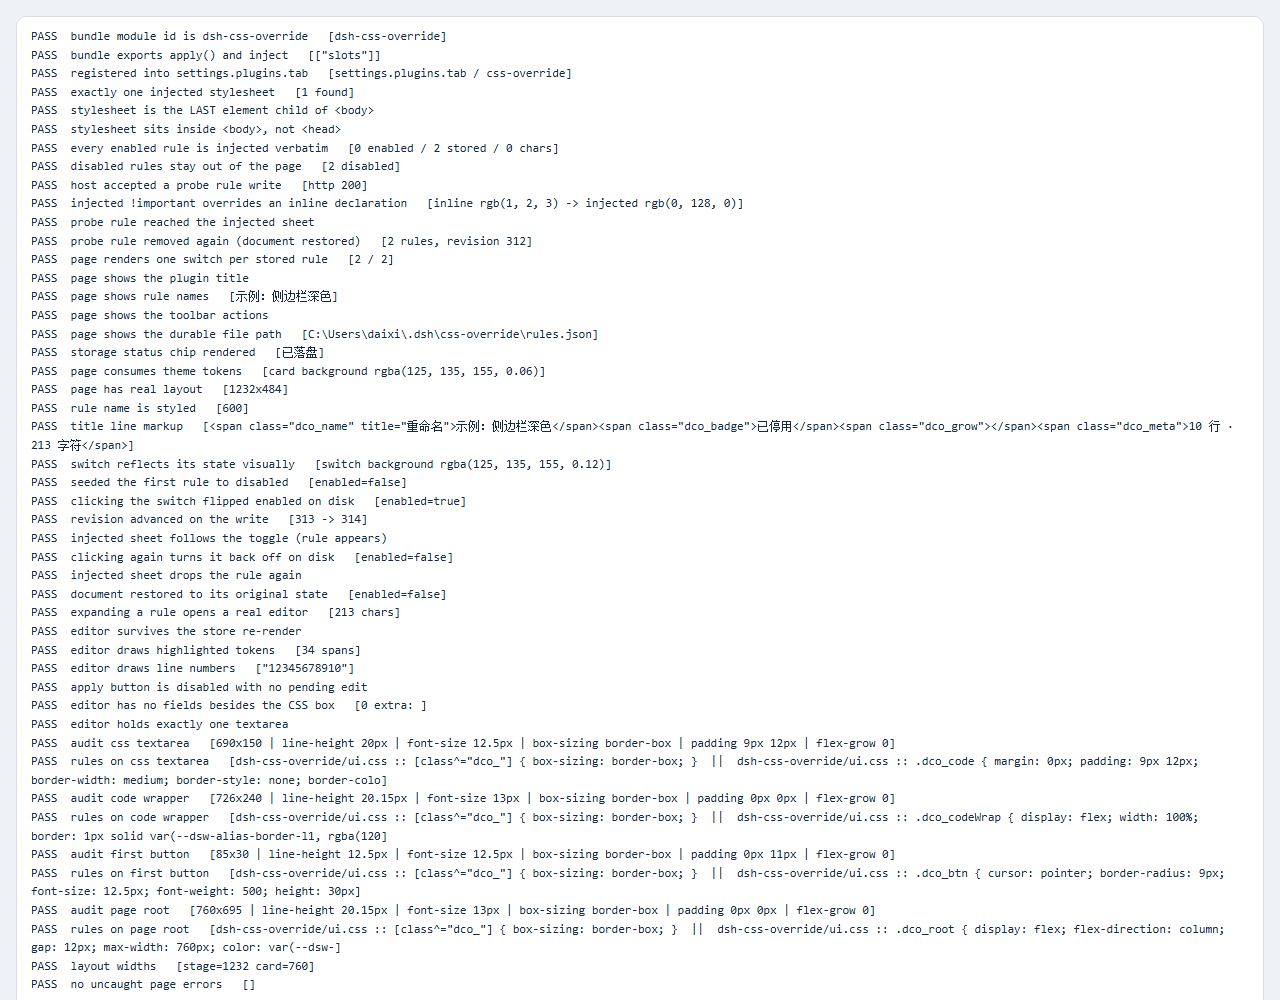 PASS  bundle module id is dsh-css-override   [dsh-css-override]
PASS  bundle exports apply() and inject   [["slots"]]
PASS  registered into settings.plugins.tab   [settings.plugins.tab / css-override]
PASS  exactly one injected stylesheet   [1 found]
PASS  stylesheet is the LAST element child of <body>
PASS  stylesheet sits inside <body>, not <head>
PASS  every enabled rule is injected verbatim   [0 enabled / 2 stored / 0 chars]
PASS  disabled rules stay out of the page   [2 disabled]
PASS  host accepted a probe rule write   [http 200]
PASS  injected !important overrides an inline declaration   [inline rgb(1, 2, 3) -> injected rgb(0, 128, 0)]
PASS  probe rule reached the injected sheet
PASS  probe rule removed again (document restored)   [2 rules, revision 312]
PASS  page renders one switch per stored rule   [2 / 2]
PASS  page shows the plugin title
PASS  page shows rule names   [示例：侧边栏深色]
PASS  page shows the toolbar actions
PASS  page shows the durable file path   [C:\Users\daixi\.dsh\css-override\rules.json]
PASS  storage status chip rendered   [已落盘]
PASS  page consumes theme tokens   [card background rgba(125, 135, 155, 0.06)]
PASS  page has real layout   [1232x484]
PASS  rule name is styled   [600]
PASS  title line markup   [<span class="dco_name" title="重命名">示例：侧边栏深色</span><span class="dco_badge">已停用</span><span class="dco_grow"></span><span class="dco_meta">10 行 ·
213 字符</span>]
PASS  switch reflects its state visually   [switch background rgba(125, 135, 155, 0.12)]
PASS  seeded the first rule to disabled   [enabled=false]
PASS  clicking the switch flipped enabled on disk   [enabled=true]
PASS  revision advanced on the write   [313 -> 314]
PASS  injected sheet follows the toggle (rule appears)
PASS  clicking again turns it back off on disk   [enabled=false]
PASS  injected sheet drops the rule again
PASS  document restored to its original state   [enabled=false]
PASS  expanding a rule opens a real editor   [213 chars]
PASS  editor survives the store re-render
PASS  editor draws highlighted tokens   [34 spans]
PASS  editor draws line numbers   ["12345678910"]
PASS  apply button is disabled with no pending edit
PASS  editor has no fields besides the CSS box   [0 extra: ]
PASS  editor holds exactly one textarea
PASS  audit css textarea   [690x150 | line-height 20px | font-size 12.5px | box-sizing border-box | padding 9px 12px | flex-grow 0]
PASS  rules on css textarea   [dsh-css-override/ui.css :: [class^="dco_"] { box-sizing: border-box; }  ||  dsh-css-override/ui.css :: .dco_code { margin: 0px; padding: 9px 12px;
border-width: medium; border-style: none; border-colo]
PASS  audit code wrapper   [726x240 | line-height 20.15px | font-size 13px | box-sizing border-box | padding 0px 0px | flex-grow 0]
PASS  rules on code wrapper   [dsh-css-override/ui.css :: [class^="dco_"] { box-sizing: border-box; }  ||  dsh-css-override/ui.css :: .dco_codeWrap { display: flex; width: 100%;
border: 1px solid var(--dsw-alias-border-l1, rgba(120]
PASS  audit first button   [85x30 | line-height 12.5px | font-size 12.5px | box-sizing border-box | padding 0px 11px | flex-grow 0]
PASS  rules on first button   [dsh-css-override/ui.css :: [class^="dco_"] { box-sizing: border-box; }  ||  dsh-css-override/ui.css :: .dco_btn { cursor: pointer; border-radius: 9px;
font-size: 12.5px; font-weight: 500; height: 30px]
PASS  audit page root   [760x695 | line-height 20.15px | font-size 13px | box-sizing border-box | padding 0px 0px | flex-grow 0]
PASS  rules on page root   [dsh-css-override/ui.css :: [class^="dco_"] { box-sizing: border-box; }  ||  dsh-css-override/ui.css :: .dco_root { display: flex; flex-direction: column;
gap: 12px; max-width: 760px; color: var(--dsw-]
PASS  layout widths   [stage=1232 card=760]
PASS  no uncaught page errors   []